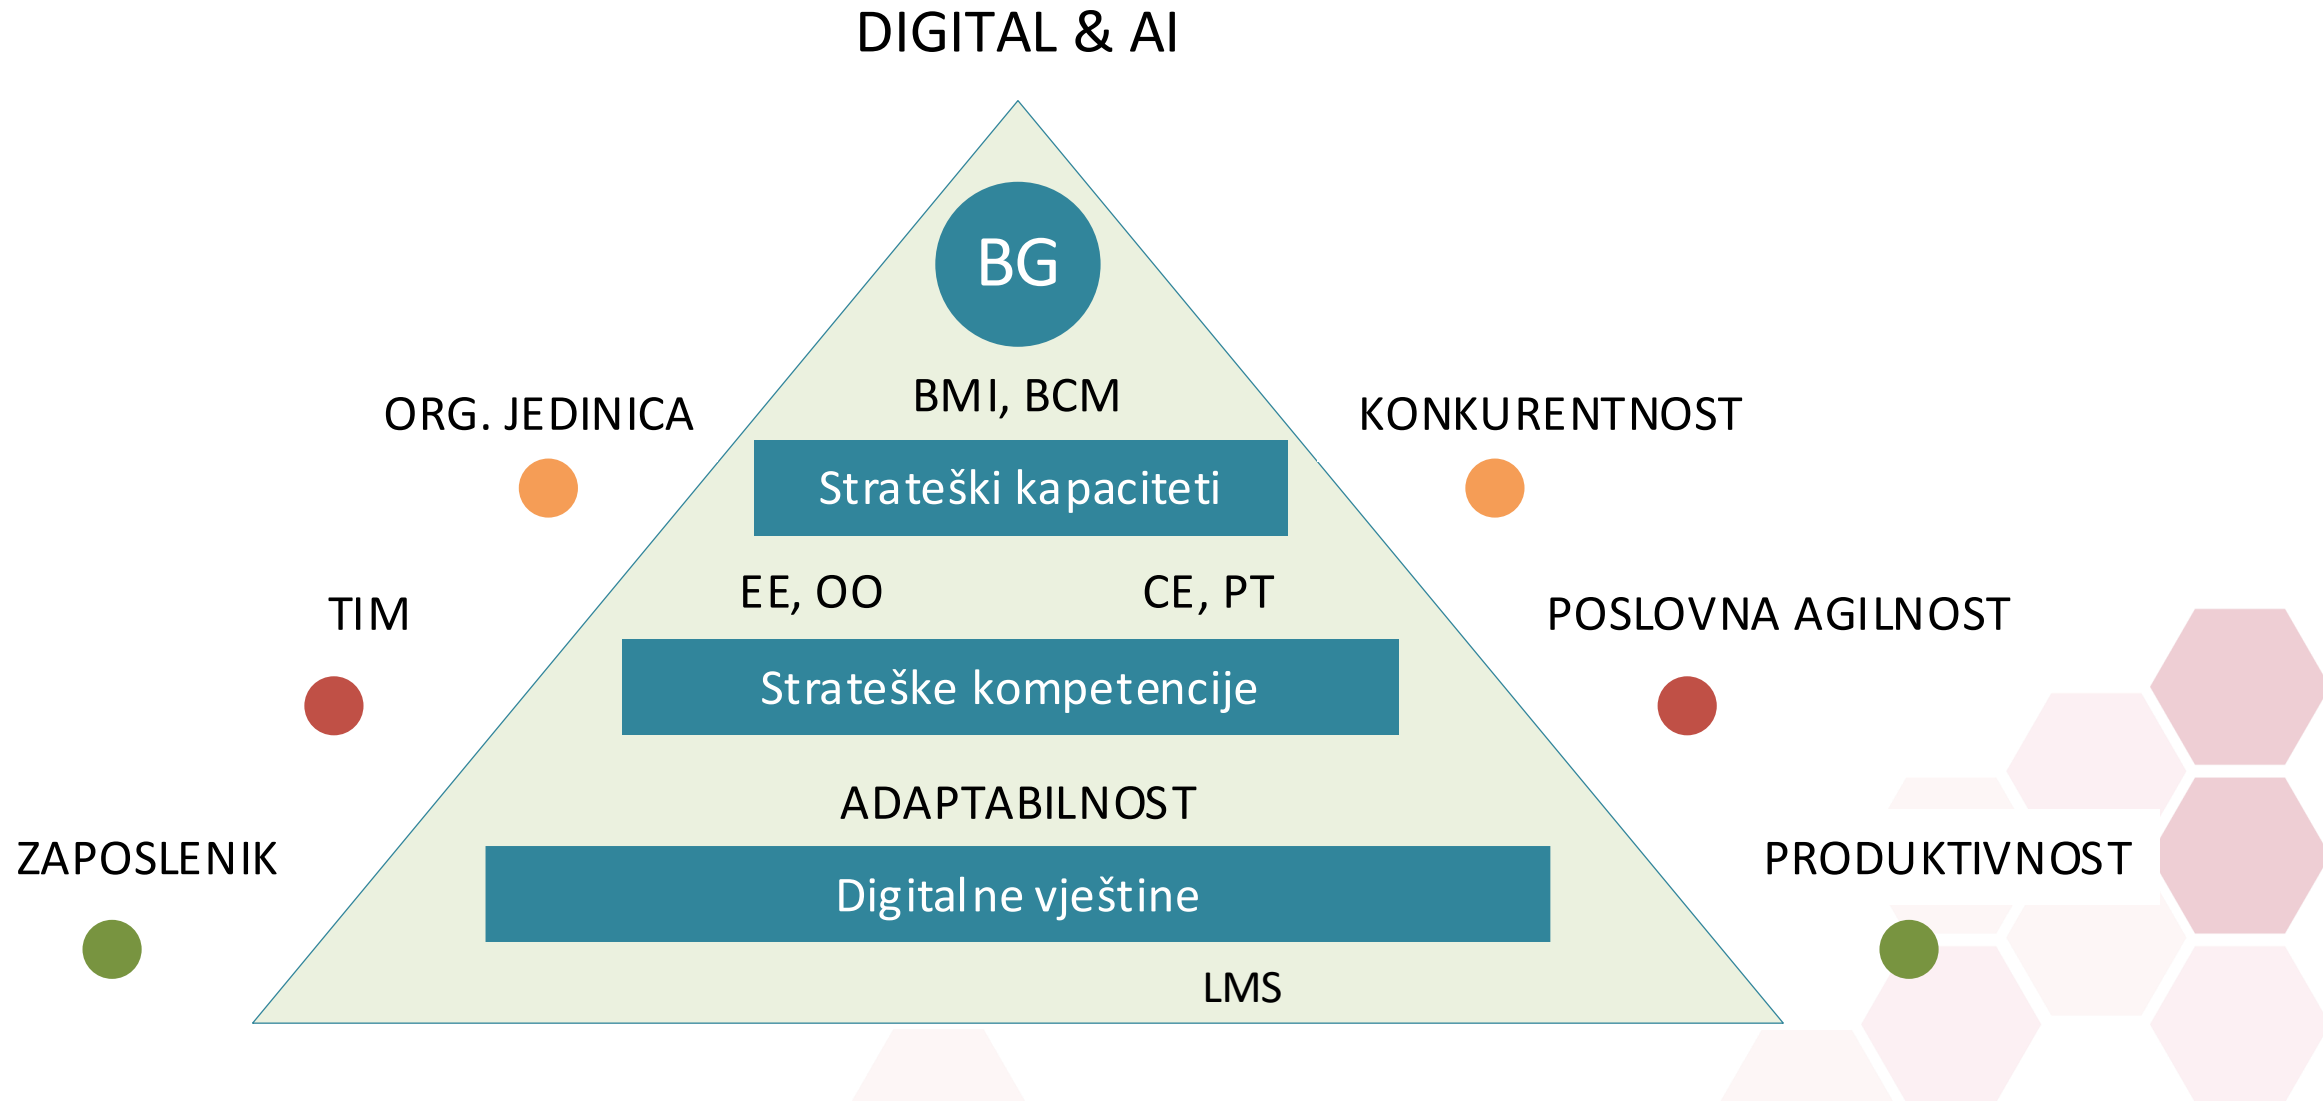 DIGITAL & AI
BG
BMI, BCM
ORG. JEDINICA
KONKURENTNOST
Strateški kapaciteti
EE, OO
CE, PT
TIM
POSLOVNA AGILNOST
Strateške kompetencije
ADAPTABILNOST
ZAPOSLENIK
PRODUKTIVNOST
Digitalne vještine
LMS